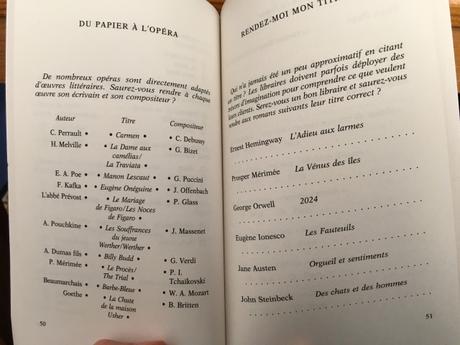 DU PAPIER À L'OPÉRA
De nombreux opéras sont directement adaptés
d'œuvres littéraires. Saurez-vous rendre à chaque
œuvre son écrivain et son compositeur ?
Auteur Titre Compositeur
C. Perrault • • Carmen • • C. Debussy
H. Melville • • La Dame aux • G. Bizet
camélias/
La Traviata •
E. A. Poe • • Manon Lescaut • • G. Puccini
F. Kafka • • Eugène Onéguine • • J. Offenbach
L'abbé Prévost • • Le Mariage • P. Glass
de Figaro/Les Noces
de Figaro •
A. Pouchkine • • Les Souffrances • J. Massenet
du jeune
Werther/Werther •
A. Dumas fils • • Billy Budd • • G. Verdi
P. Mérimée • • Le Procès/ • P. I.
The Trial • Tchaïkovski
Beaumarchais • • Barbe-Bleue • • W. A. Mozart
Goethe • • La Chute • B. Britten
de la maison
Usher •
50
RENDEZ-MOI MON TIT
Qui n'a jamais été un peu approximatif en citant
un titre ? Les libraires doivent parfois déployer des
trésors d'imagination pour comprendre ce que veulent
leurs clients. Serez-vous un bon libraire et saurez-vous
rendre aux romans suivants leur titre correct ?
Ernest Hemingway L'Adieu aux larmes
Prosper Mérimée La Vénus des îles
George Orwell 2024
Eugène Ionesco Les Fauteuils
Jane Austen Orgueil et sentiments
John Steinbeck Des chats et des hommes
51